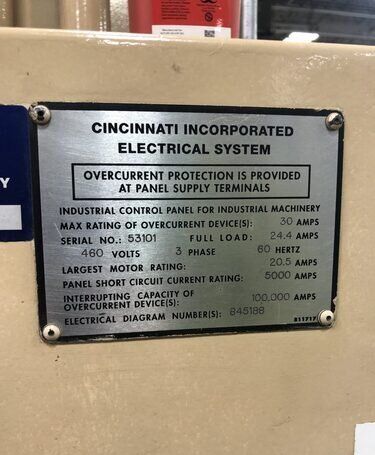 CINCINNATI INCORPORATED
ELECTRICAL SYSTEM
OVERCURRENT PROTECTION IS PROVIDED
AT PANEL SUPPLY TERMINALS
INDUSTRIAL CONTROL PANEL FOR INDUSTRIAL MACHINERY
MAX RATING OF OVERCURRENT DEVICE(S): 30 AMPS
SERIAL NO.: 53101 FULL LOAD: 24.4 AMPS
460 VOLTS 3 PHASE 60 HERTZ
LARGEST MOTOR RATING: 20.5 AMPS
PANEL SHORT CIRCUIT CURRENT RATING: 5000 AMPS
INTERRUPTING CAPACITY OF
OVERCURRENT DEVICE(S): 100,000 AMPS
ELECTRICAL DIAGRAM NUMBER(S): 845188
811717
Y